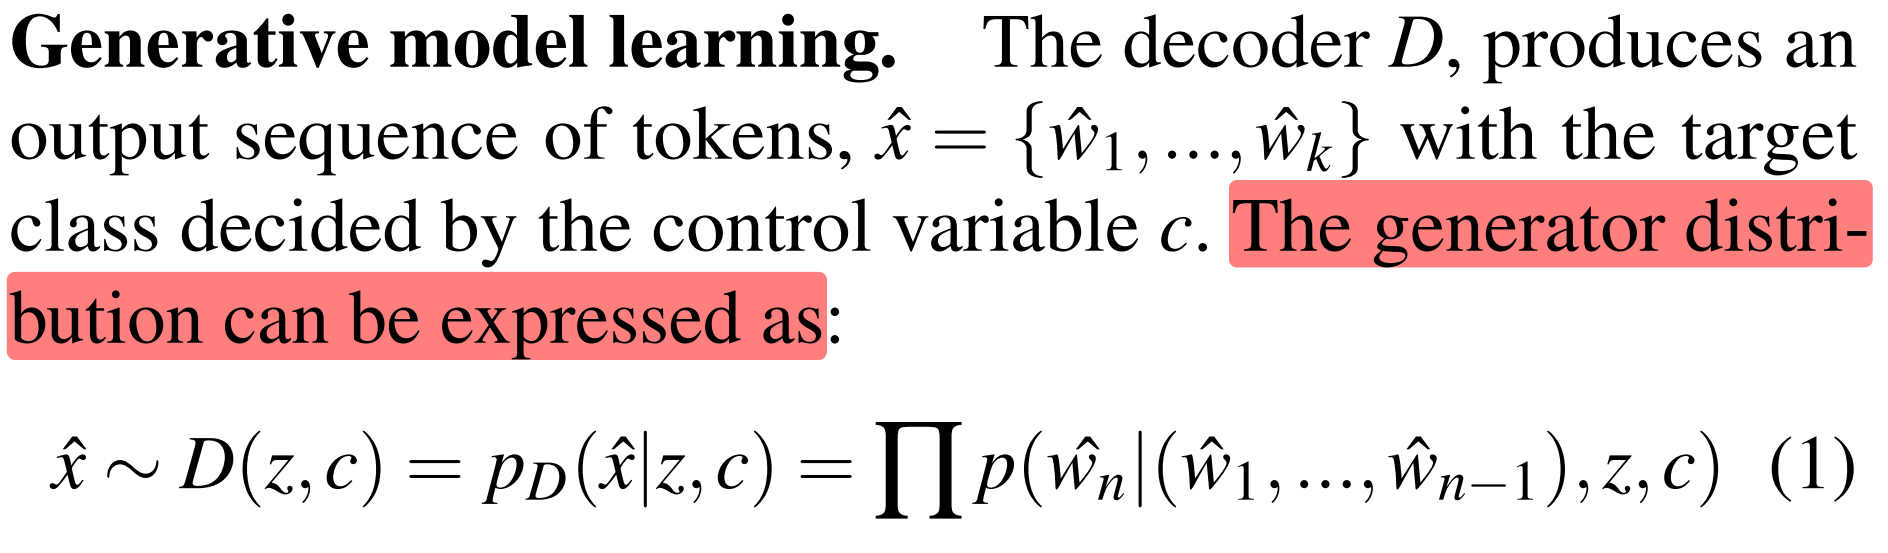 Generative model learning. The decoder D, produces an
output sequence of tokens, x̂ = {ŵ₁, ..., ŵₖ} with the target
class decided by the control variable c. The generator distri-
bution can be expressed as:
x̂ ∼ D(z, c) = p_D(x̂|z, c) = ∏ p(ŵₙ|(ŵ₁, ..., ŵₙ₋₁), z, c) (1)